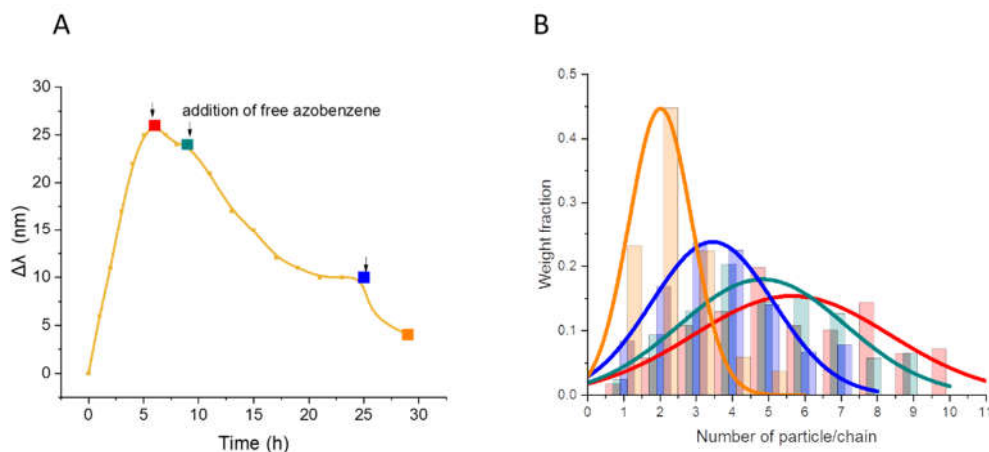 A
30
25
20
15
10
5
0
Δλ (nm)
addition of free azobenzene
0 5 10 15 20 25 30
Time (h)
B
0.5
0.4
0.3
0.2
0.1
0.0
Weight fraction
0 1 2 3 4 5 6 7 8 9 10 11
Number of particle/chain